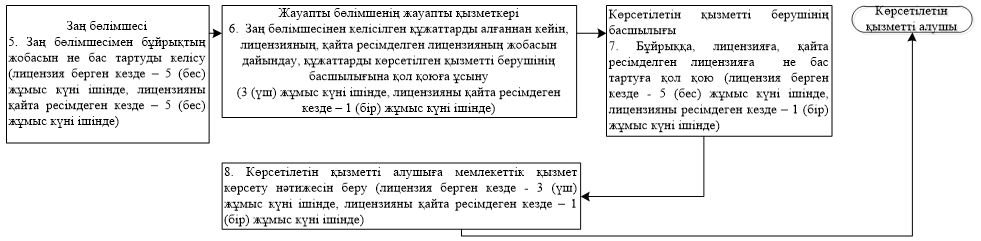 Заң бөлімшесі
5. Заң бөлімшесімен бұйрықтың
жобасын не бас тартуды келісу
(лицензия берген кезде – 5 (бес)
жұмыс күні ішінде, лицензияны
қайта ресімдеген кезде – 5 (бес)
жұмыс күні ішінде)
Жауапты бөлімшенің жауапты қызметкері
6. Заң бөлімшесінен келісілген құжаттарды алғаннан кейін,
лицензияның, қайта ресімделген лицензияның жобасын
дайындау, құжаттарды көрсетілген қызметті берушінің
басшылығына қол қоюға ұсыну
(3 (үш) жұмыс күні ішінде, лицензияны қайта ресімдеген
кезде – 1 (бір) жұмыс күні ішінде)
Көрсетілетін қызметті берушінің
басшылығы
7. Бұйрыққа, лицензияға, қайта
ресімделген лицензияға не бас
тартуға қол қою (лицензия берген
кезде - 5 (бес) жұмыс күні ішінде,
лицензияны ресімдеген кезде – 1 (бір)
жұмыс күні ішінде)
Көрсетілетін
қызметті алушы
8. Көрсетілетін қызметті алушыға мемлекеттік қызмет
көрсету нәтижесін беру (лицензия берген кезде - 3 (үш)
жұмыс күні ішінде, лицензияны қайта ресімдеген кезде – 1
(бір) жұмыс күні ішінде)